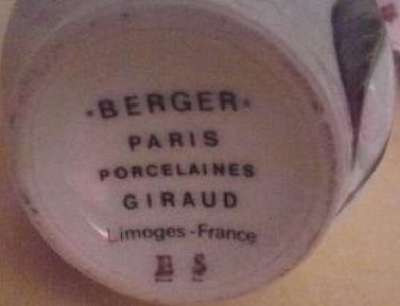 ·BERGER·
PARIS
PORCELAINES
GIRAUD
Limoges-France
B S